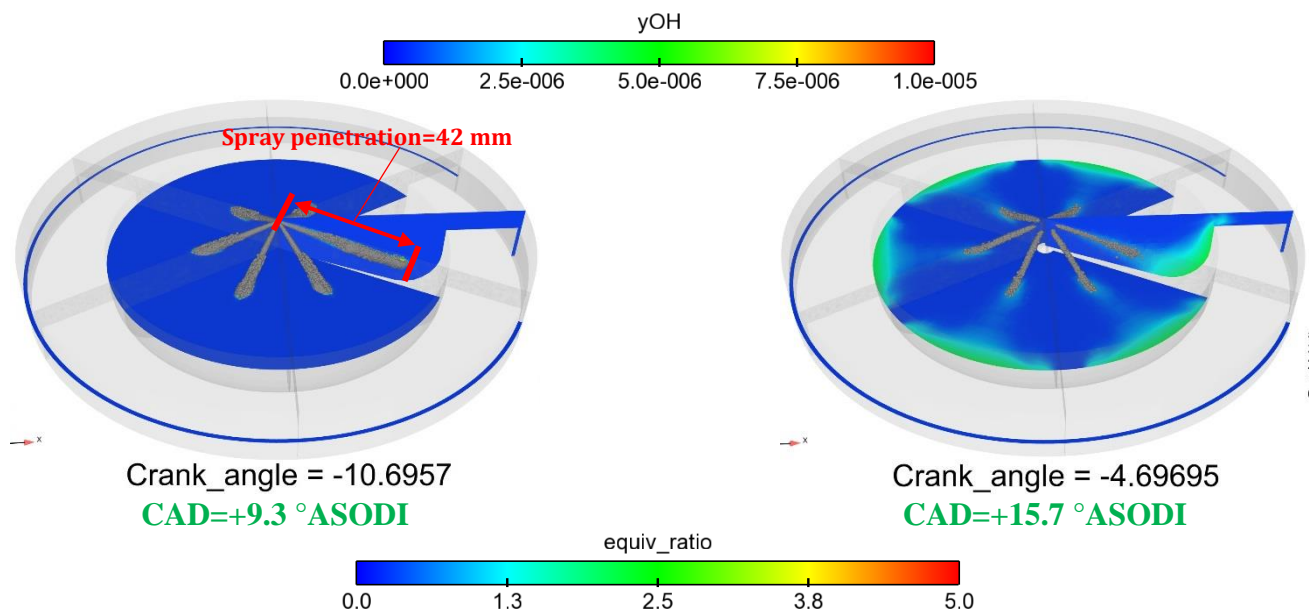 yOH
0.0e+000 2.5e-006 5.0e-006 7.5e-006 1.0e-005
Spray penetration=42 mm
x
x
Crank_angle = -10.6957
Crank_angle = -4.69695
CAD=+9.3 °ASODI
CAD=+15.7 °ASODI
equiv_ratio
0.0 1.3 2.5 3.8 5.0